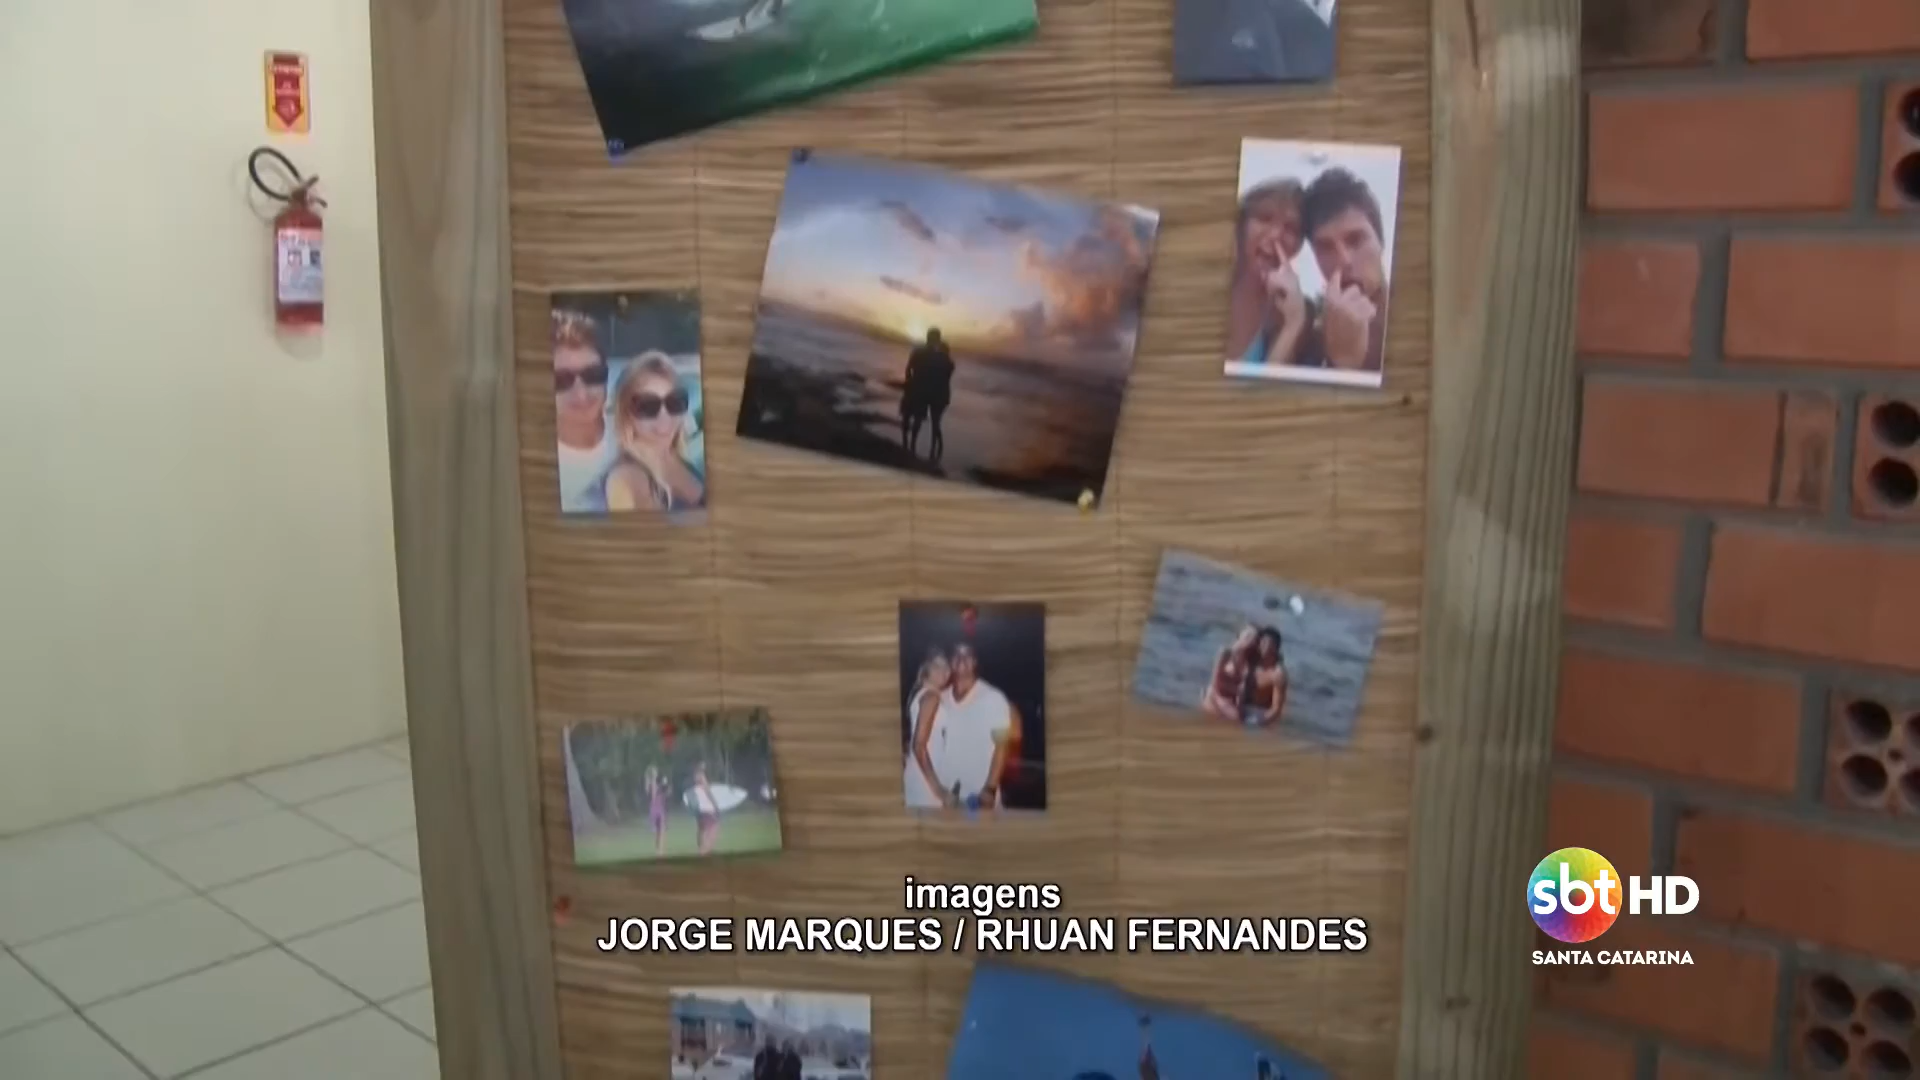 imagens
JORGE MARQUES / RHUAN FERNANDES
sbt HD
SANTA CATARINA